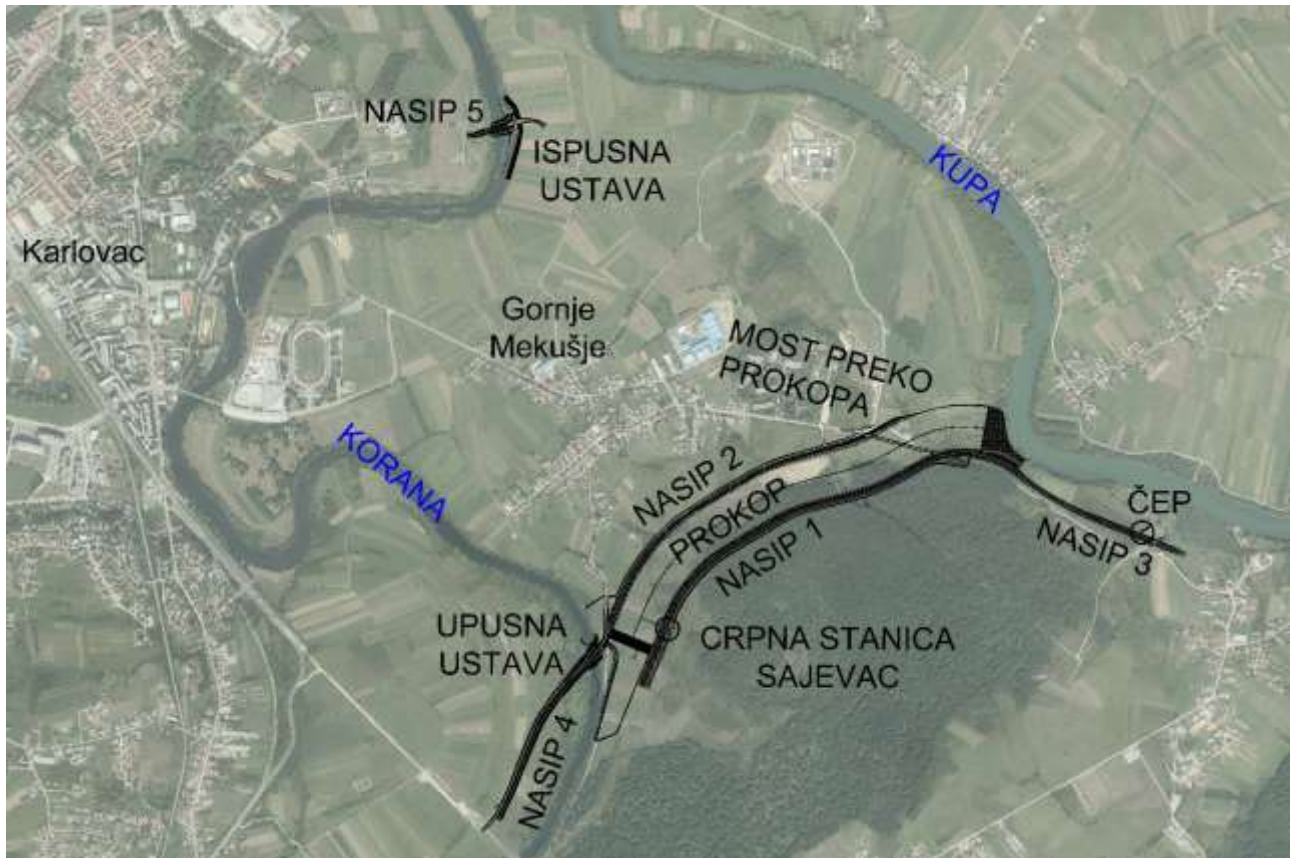 NASIP 5
ISPUSNA
USTAVA
KUPA
Karlovac
Gornje
Mekušje
MOST PREKO
PROKOPA
KORANA
NASIP 2
PROKOP
NASIP 1
ČEP
NASIP 3
UPUSNA
USTAVA
CRPNA STANICA
SAJEVAC
NASIP 4